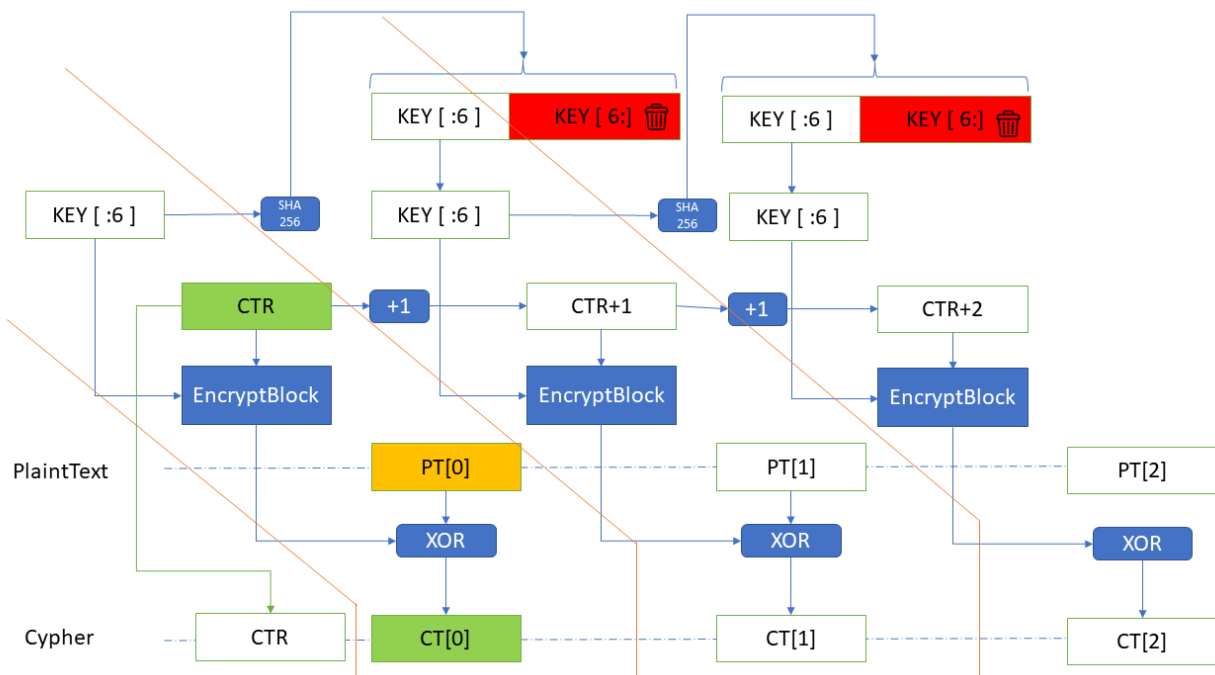 KEY [ :6 ] KEY [ 6:] KEY [ :6 ] KEY [ 6:]
KEY [ :6 ] SHA 256 KEY [ :6 ] SHA 256 KEY [ :6 ]
CTR +1 CTR+1 +1 CTR+2
EncryptBlock EncryptBlock EncryptBlock
PlaintText PT[0] PT[1] PT[2]
XOR XOR XOR
Cypher CTR CT[0] CT[1] CT[2]